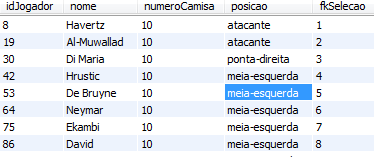 idJogador nome numeroCamisa posicao fkSelecao
8 Havertz 10 atacante 1
19 Al-Muwallad 10 atacante 2
30 Di Maria 10 ponta-direita 3
42 Hrustic 10 meia-esquerda 4
53 De Bruyne 10 meia-esquerda 5
64 Neymar 10 meia-esquerda 6
75 Ekambi 10 meia-esquerda 7
86 David 10 meia-esquerda 8